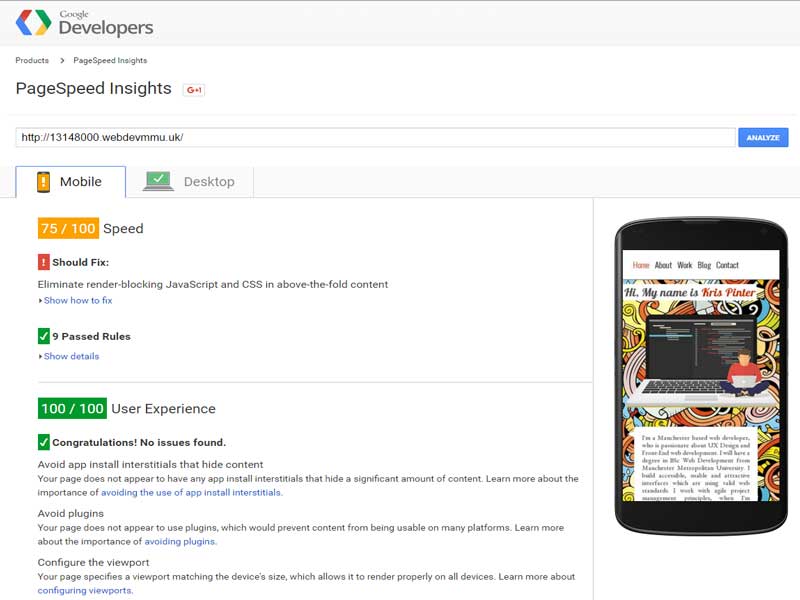 Google
Developers
Products > PageSpeed Insights
PageSpeed Insights G+1
http://13148000.webdevmmu.uk/ ANALYZE
Mobile Desktop
75 / 100 Speed
! Should Fix:
Eliminate render-blocking JavaScript and CSS in above-the-fold content
Show how to fix
9 Passed Rules
Show details
100 / 100 User Experience
Congratulations! No issues found.
Avoid app install interstitials that hide content
Your page does not appear to have any app install interstitials that hide a significant amount of content. Learn more about the
importance of avoiding the use of app install interstitials.
Avoid plugins
Your page does not appear to use plugins, which would prevent content from being usable on many platforms. Learn more
about the importance of avoiding plugins.
Configure the viewport
Your page specifies a viewport matching the device's size, which allows it to render properly on all devices. Learn more about
configuring viewports.
Home About Work Blog Contact
Hi, My name is Kris Pinter
I'm a Manchester based web developer,
who is passionate about UX Design and
Front-End web development. I will have a
degree in BSc Web Development from
Manchester Metropolitan University. I
build accessible, usable and attractive
interfaces which are using valid web
standards. I work with agile project
management principles, when I'm